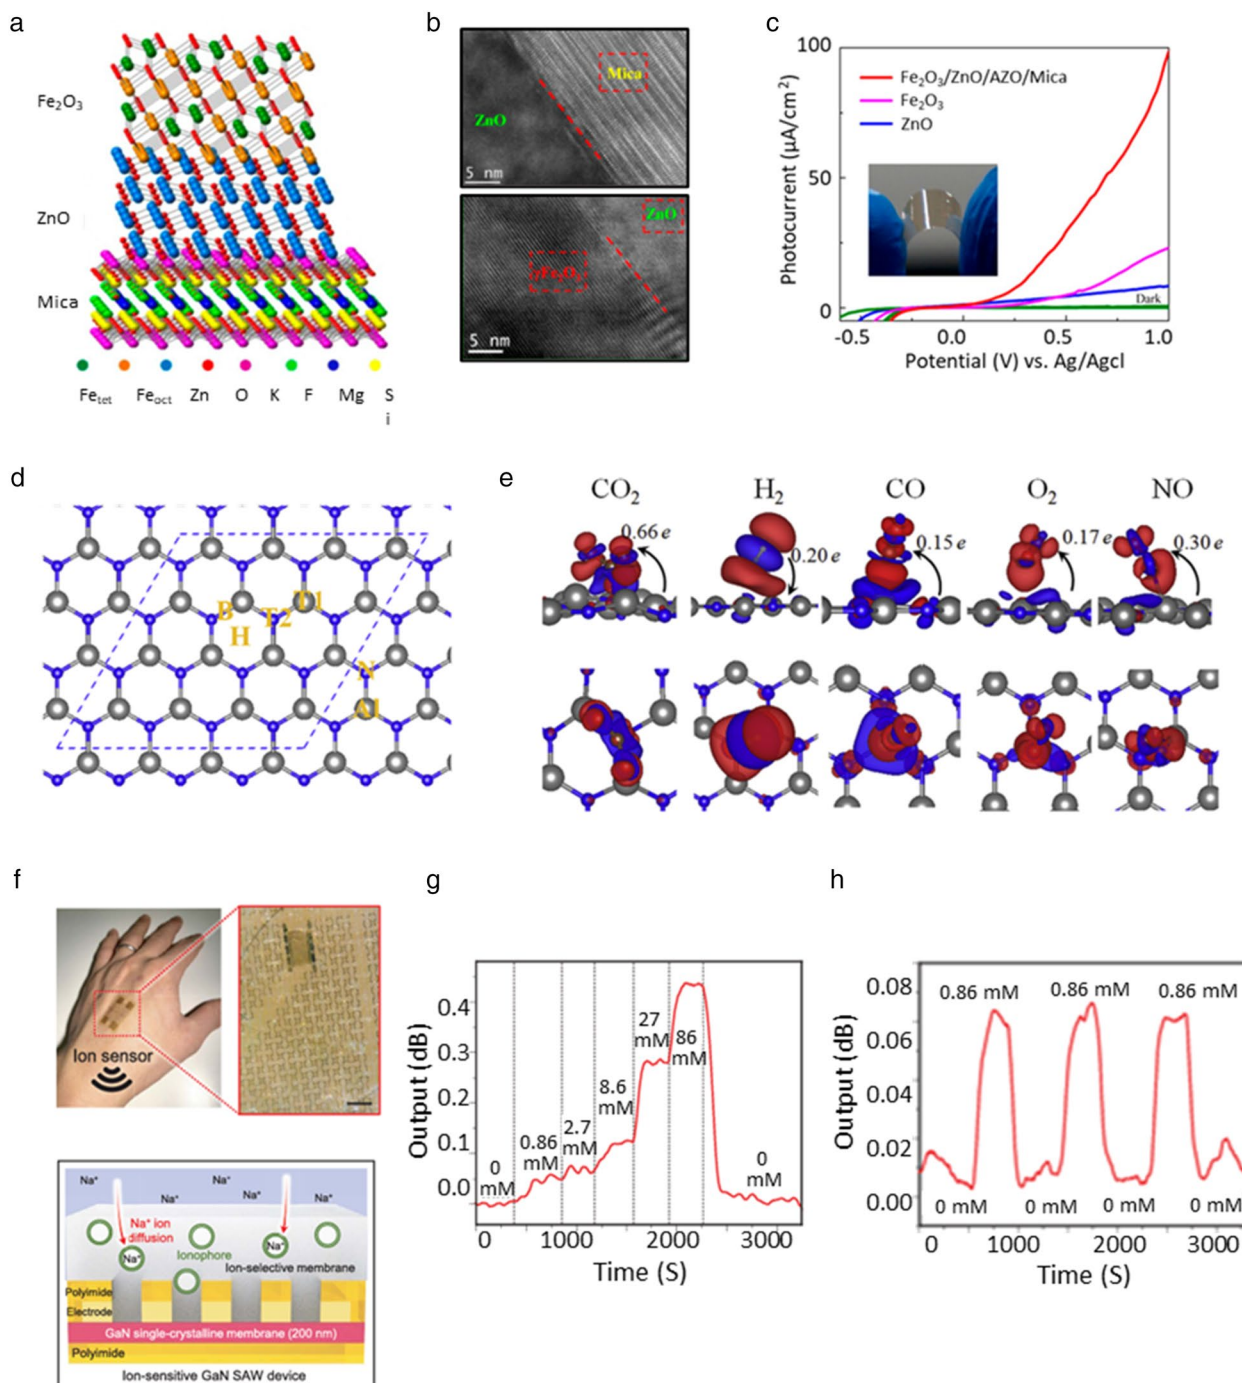 a
Fe₂O₃
ZnO
Mica
Fe_tet Fe_oct Zn O K F Mg S
i
b
Mica
ZnO
5 nm
ZnO
γFe₂O₃
5 nm
c
100
50
0
Photocurrent (μA/cm²)
Fe₂O₃/ZnO/AZO/Mica
Fe₂O₃
ZnO
Dark
-0.5 0.0 0.5 1.0
Potential (V) vs. Ag/Agcl
d
B T2 T1
H
N
Al
e
CO₂ H₂ CO O₂ NO
0.66 e 0.20 e 0.15 e 0.17 e 0.30 e
f
Ion sensor
Na⁺ Na⁺ Na⁺ Na⁺ Na⁺
Na⁺ ion
diffusion
Na⁺ Na⁺
Ionophore
Ion-selective membrane
Polyimide
Electrode
GaN single-crystalline membrane (200 nm)
Polyimide
Ion-sensitive GaN SAW device
g
0.4
0.3
0.2
0.1
0.0
Output (dB)
0
mM
0.86
mM
2.7
mM
8.6
mM
27
mM
86
mM
0
mM
0 1000 2000 3000
Time (S)
h
0.08
0.06
0.04
0.02
0.00
Output (dB)
0.86 mM 0.86 mM 0.86 mM
0 mM 0 mM 0 mM 0 mM
0 1000 2000 3000
Time (S)